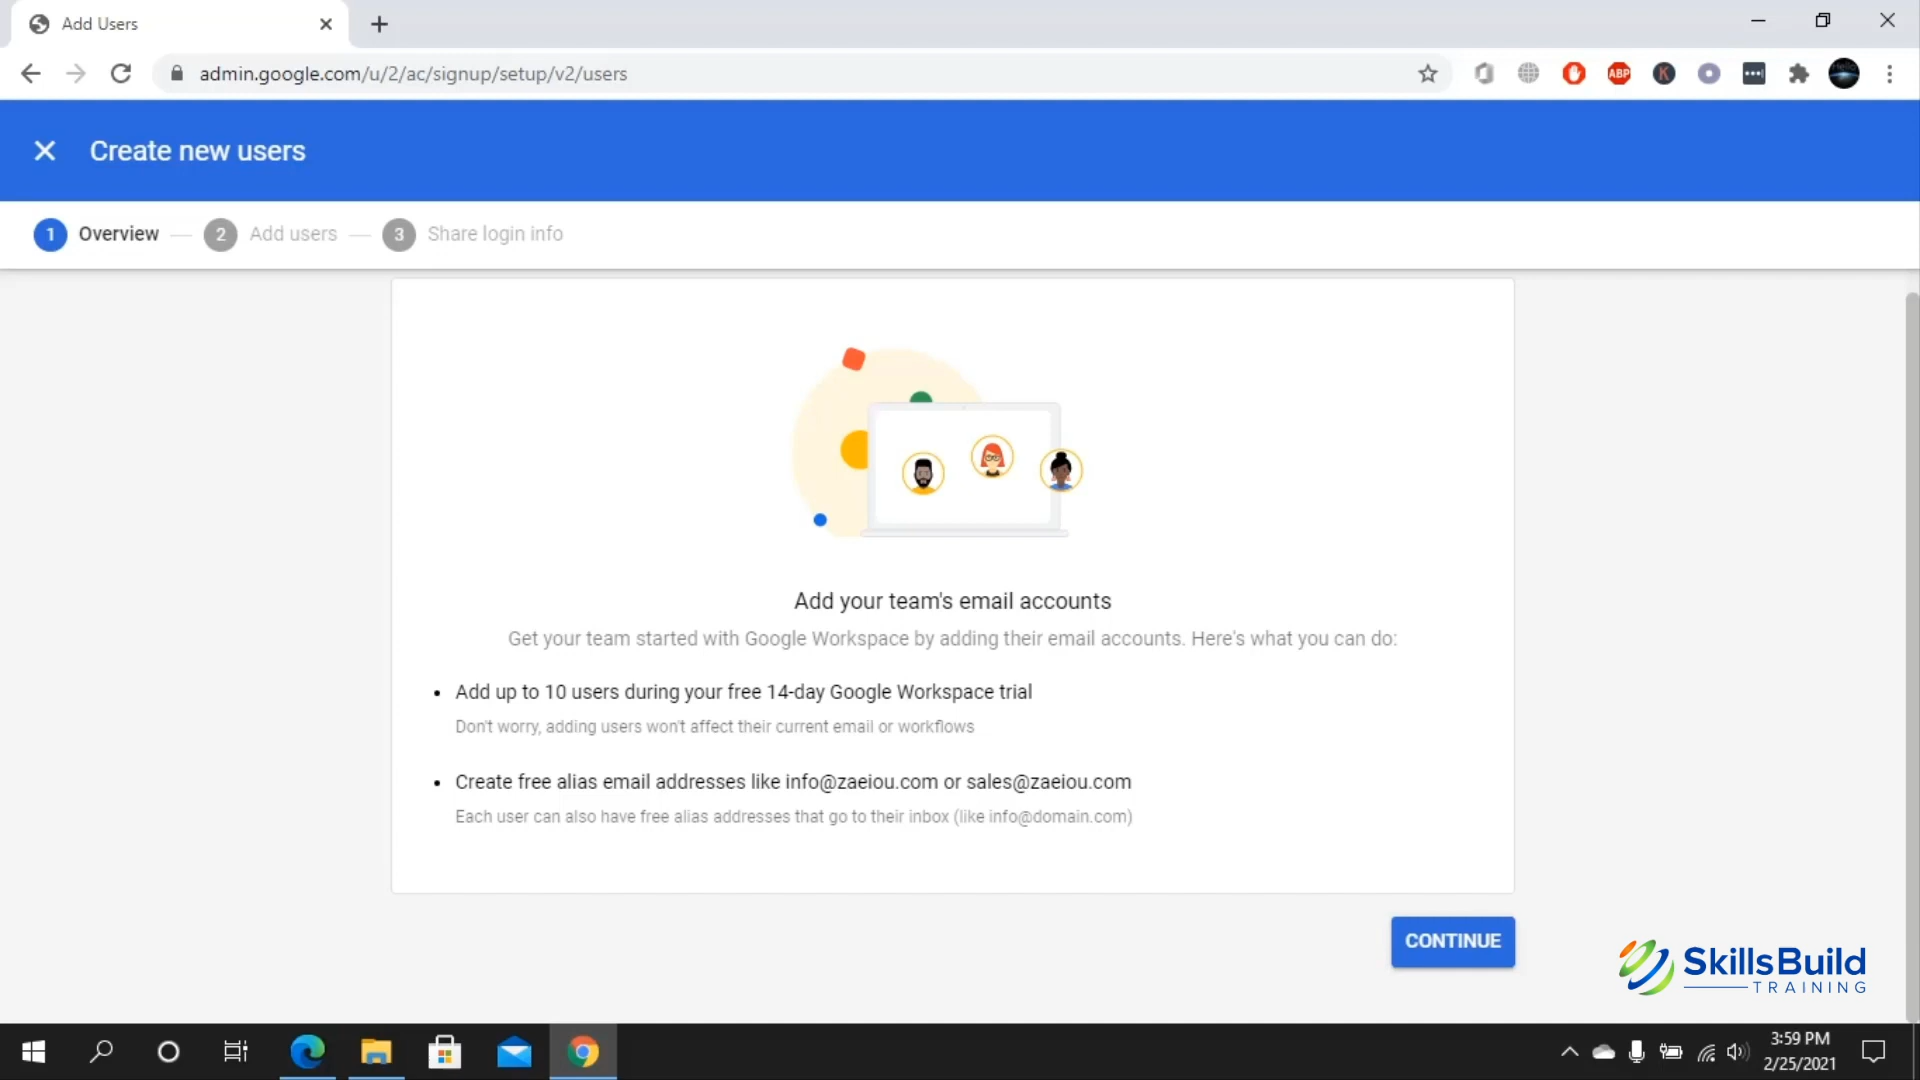 Add Users
admin.google.com/u/2/ac/signup/setup/v2/users
ABP
K
Create new users
1 Overview 2 Add users 3 Share login info
Add your team's email accounts
Get your team started with Google Workspace by adding their email accounts. Here's what you can do:
• Add up to 10 users during your free 14-day Google Workspace trial
Don't worry, adding users won't affect their current email or workflows
• Create free alias email addresses like info@zaeiou.com or sales@zaeiou.com
Each user can also have free alias addresses that go to their inbox (like info@domain.com)
CONTINUE
SkillsBuild
TRAINING
3:59 PM
2/25/2021